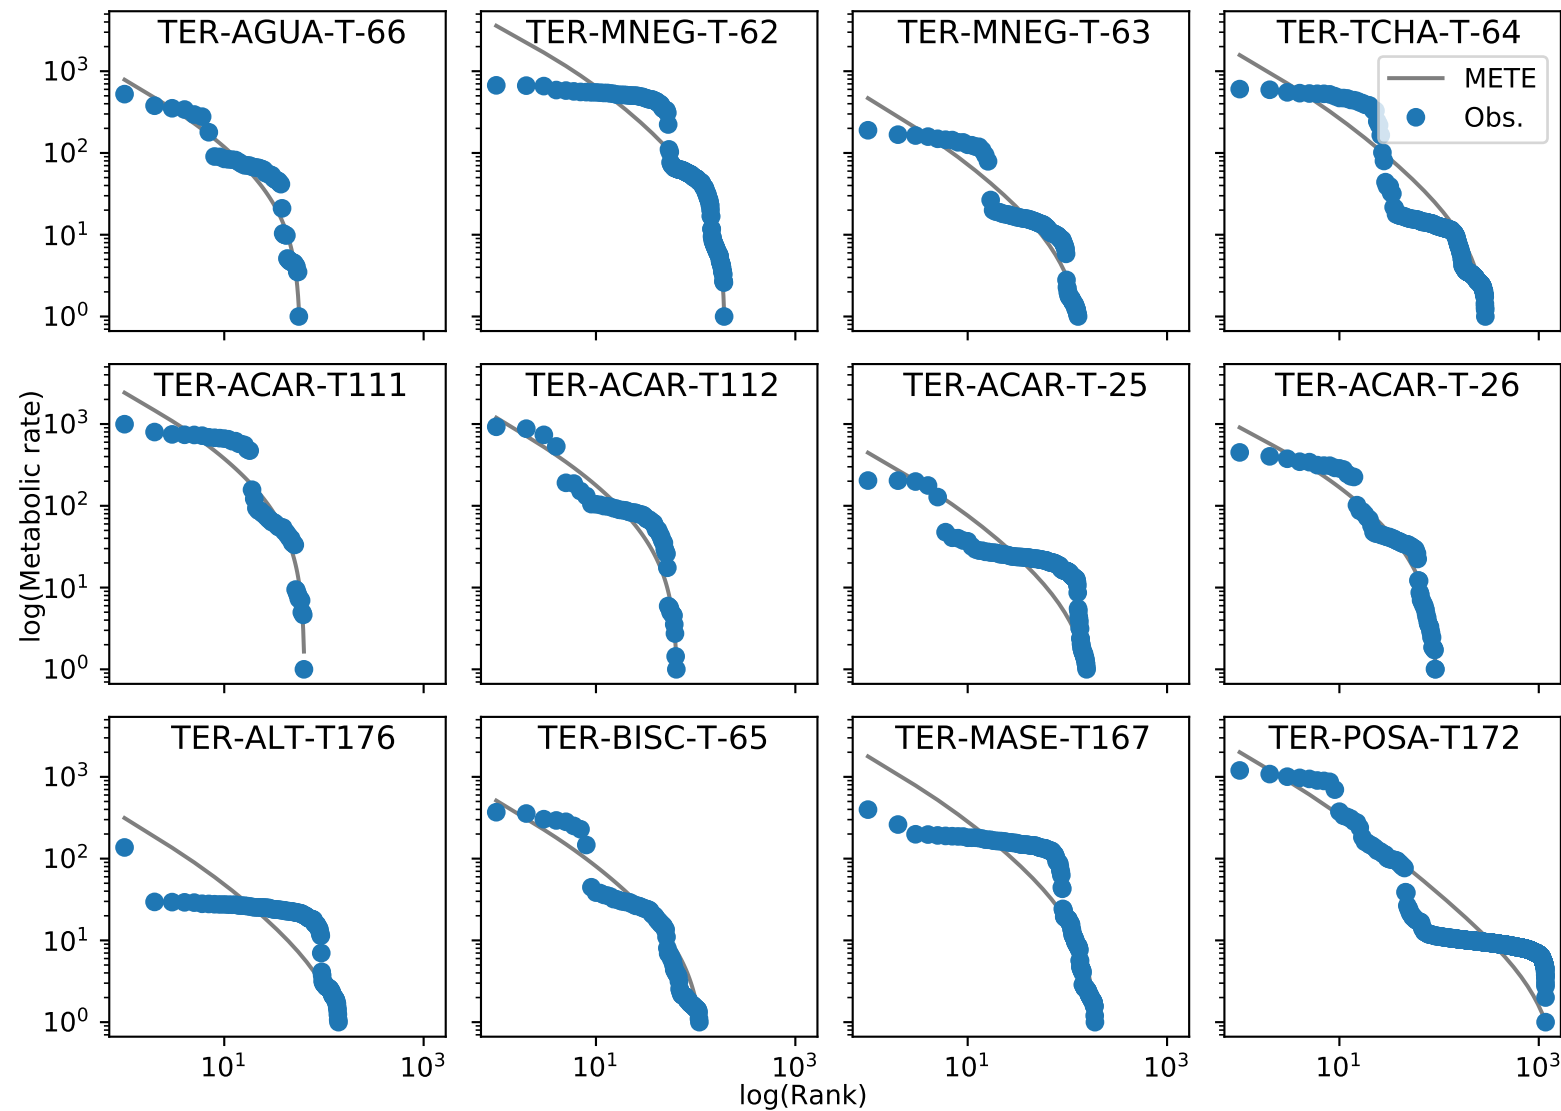 TER-AGUA-T-66
TER-MNEG-T-62
TER-MNEG-T-63
TER-TCHA-T-64
METE
Obs.
10³
10²
10¹
10⁰
TER-ACAR-T111
TER-ACAR-T112
TER-ACAR-T-25
TER-ACAR-T-26
10³
10²
10¹
10⁰
log(Metabolic rate)
TER-ALT-T176
TER-BISC-T-65
TER-MASE-T167
TER-POSA-T172
10³
10²
10¹
10⁰
10¹ 10³ 10¹ 10³ 10¹ 10³ 10¹ 10³
log(Rank)